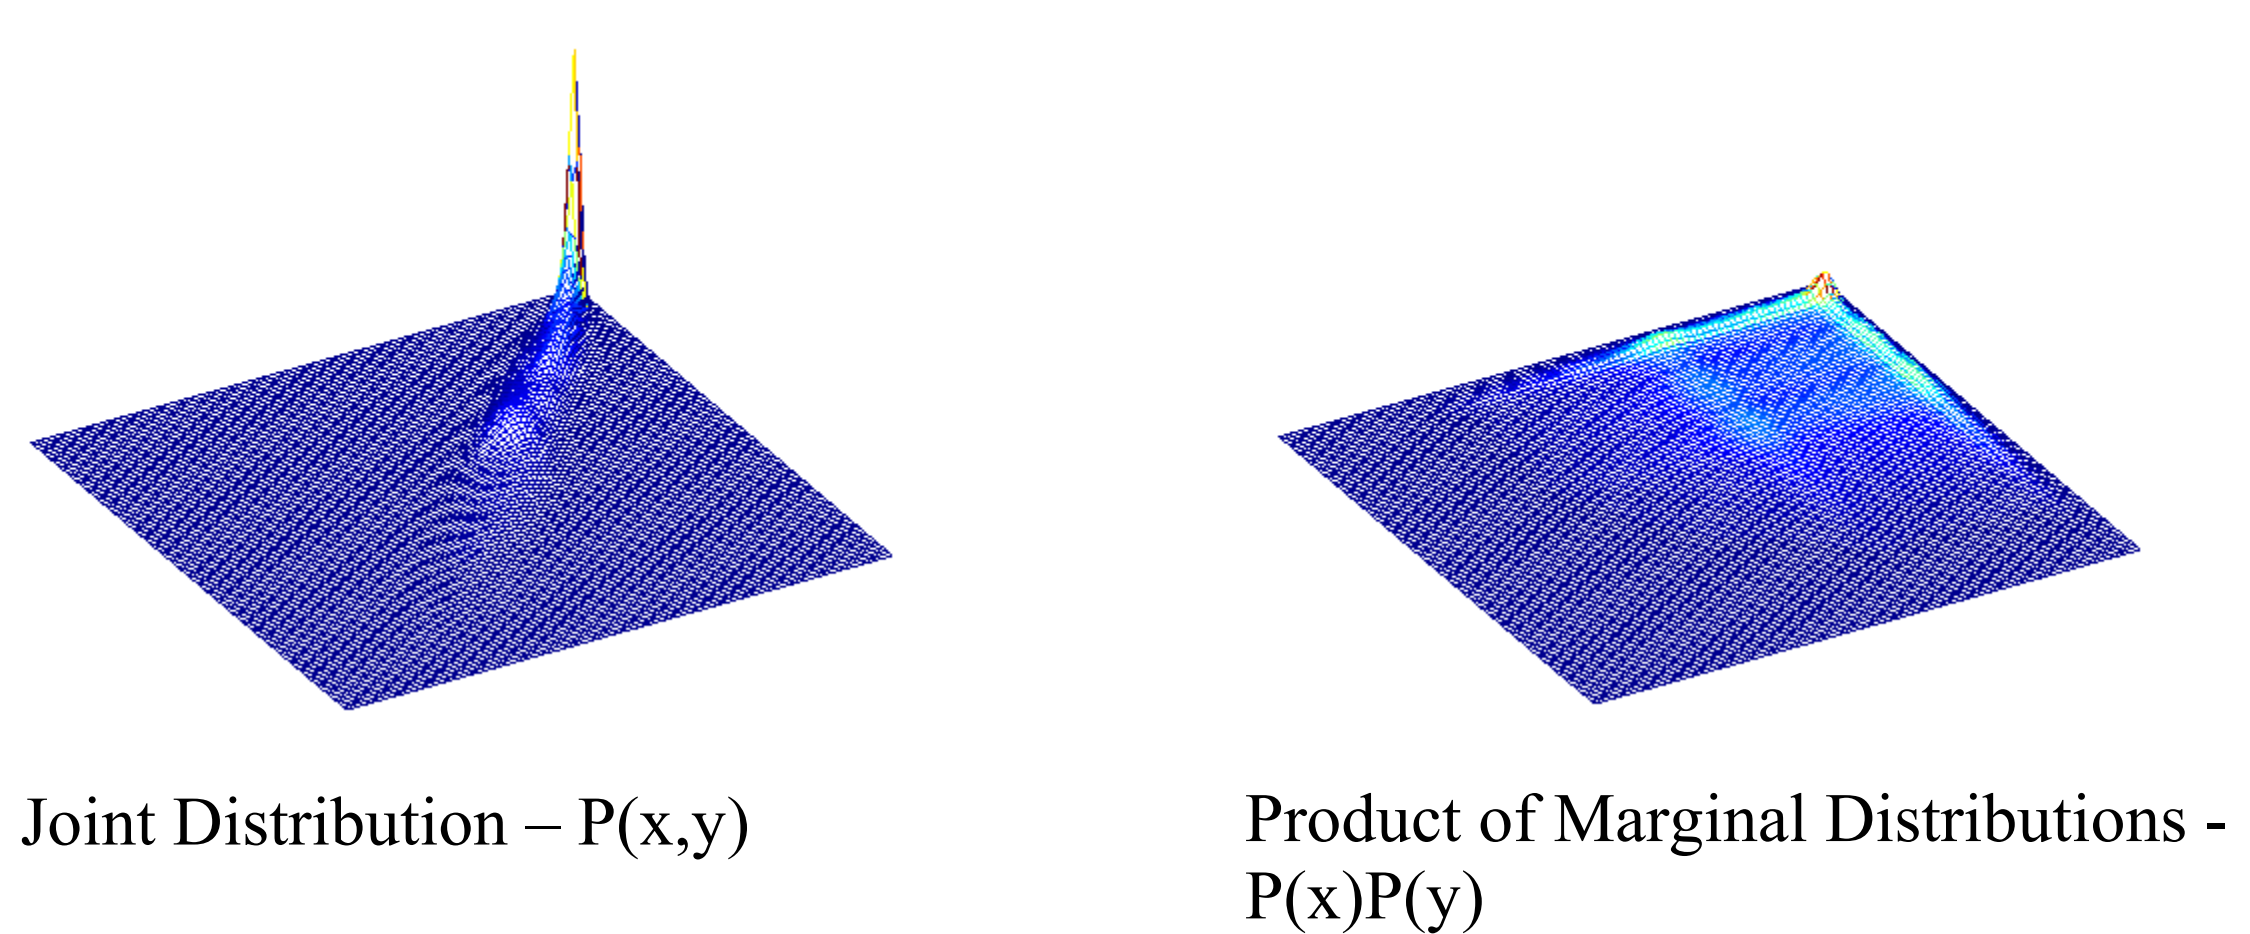 Joint Distribution – P(x,y)
Product of Marginal Distributions -
P(x)P(y)